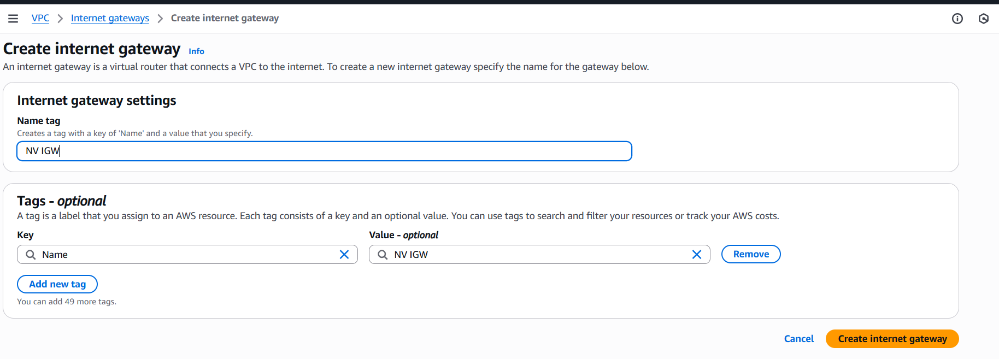 VPC > Internet gateways > Create internet gateway
Create internet gateway Info
An internet gateway is a virtual router that connects a VPC to the internet. To create a new internet gateway specify the name for the gateway below.
Internet gateway settings
Name tag
Creates a tag with a key of 'Name' and a value that you specify.
NV IGW
Tags - optional
A tag is a label that you assign to an AWS resource. Each tag consists of a key and an optional value. You can use tags to search and filter your resources or track your AWS costs.
Key Value - optional
Name NV IGW Remove
Add new tag
You can add 49 more tags.
Cancel Create internet gateway